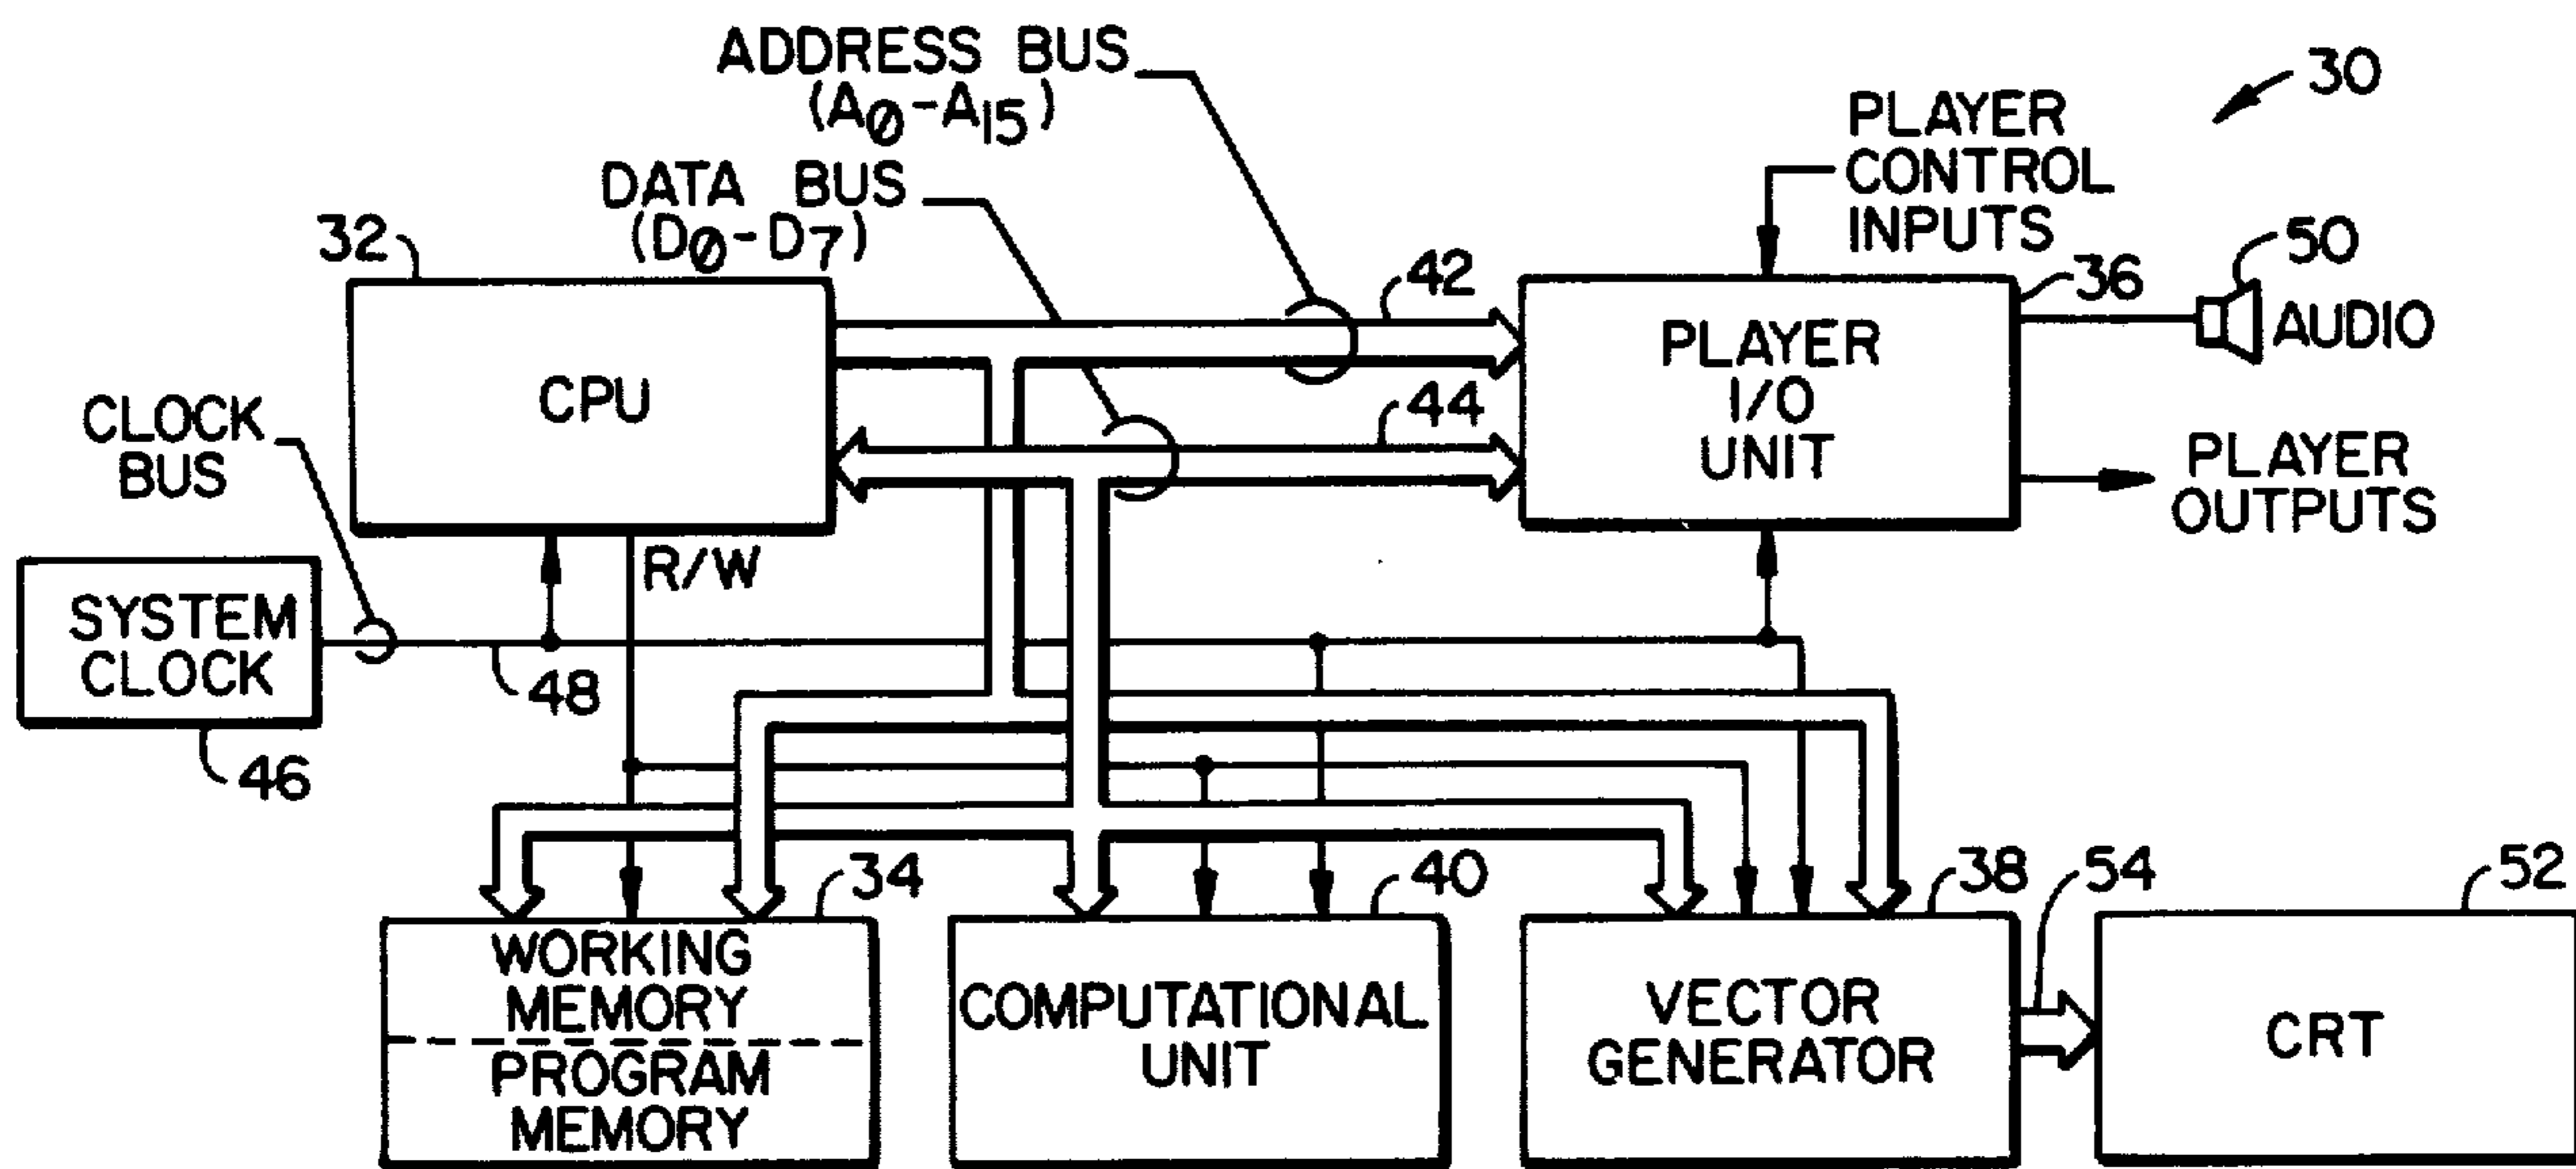 ADDRESS BUS
(A0-A15)
DATA BUS
(D0-D7)
PLAYER
CONTROL
INPUTS
30
32
42
36
50
AUDIO
CPU
PLAYER
I/O
UNIT
44
CLOCK
BUS
PLAYER
OUTPUTS
R/W
SYSTEM
CLOCK
48
46
34
40
38
54
52
WORKING
MEMORY
PROGRAM
MEMORY
COMPUTATIONAL
UNIT
VECTOR
GENERATOR
CRT